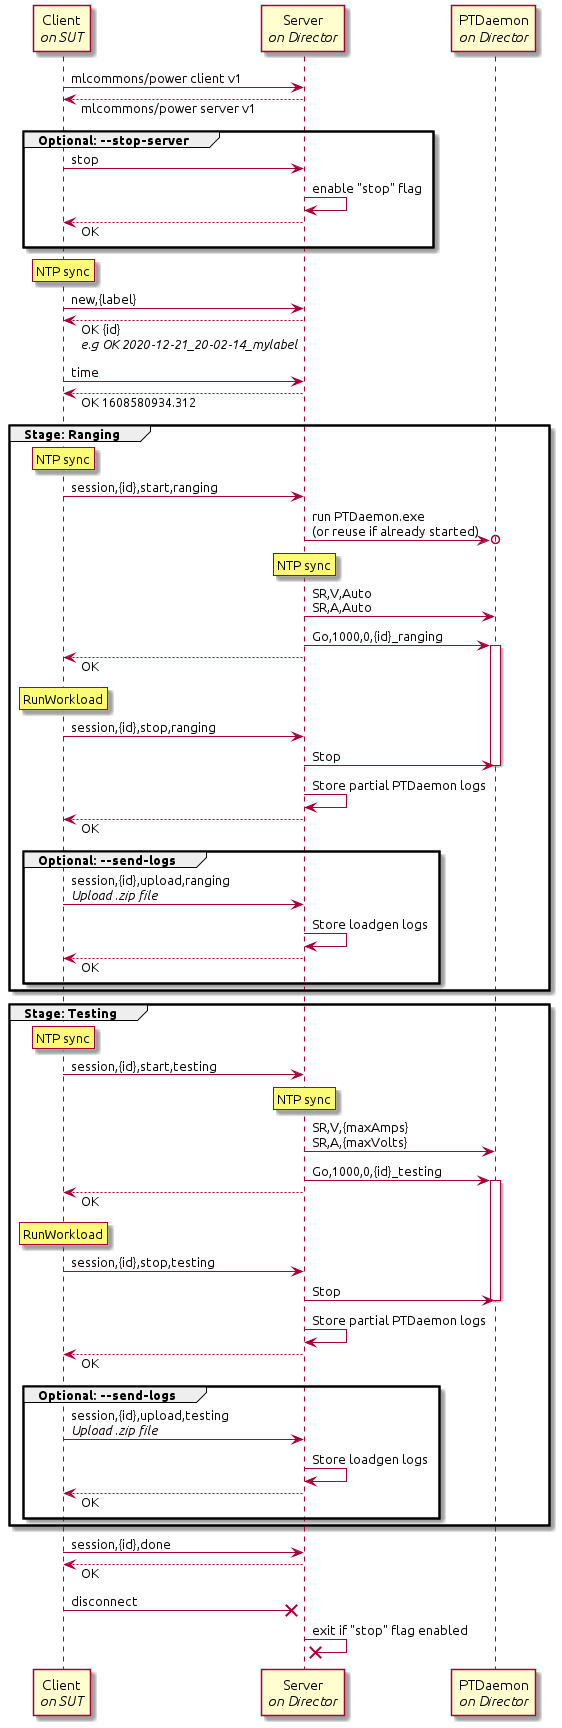 Client
on SUT
Server
on Director
PTDaemon
on Director
mlcommons/power client v1
mlcommons/power server v1
Optional: --stop-server
stop
enable "stop" flag
OK
NTP sync
new,{label}
OK {id}
e.g OK 2020-12-21_20-02-14_mylabel
time
OK 1608580934.312
Stage: Ranging
NTP sync
session,{id},start,ranging
run PTDaemon.exe
(or reuse if already started)
NTP sync
SR,V,Auto
SR,A,Auto
Go,1000,0,{id}_ranging
OK
RunWorkload
session,{id},stop,ranging
Stop
Store partial PTDaemon logs
OK
Optional: --send-logs
session,{id},upload,ranging
Upload .zip file
Store loadgen logs
OK
Stage: Testing
NTP sync
session,{id},start,testing
NTP sync
SR,V,{maxAmps}
SR,A,{maxVolts}
Go,1000,0,{id}_testing
OK
RunWorkload
session,{id},stop,testing
Stop
Store partial PTDaemon logs
OK
Optional: --send-logs
session,{id},upload,testing
Upload .zip file
Store loadgen logs
OK
session,{id},done
OK
disconnect
exit if "stop" flag enabled
Client
on SUT
Server
on Director
PTDaemon
on Director